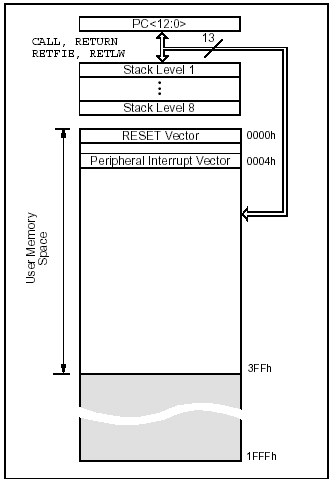 PC<12:0>
CALL, RETURN
RETFIE, RETLW
13
Stack Level 1
Stack Level 8
RESET Vector
0000h
Peripheral Interrupt Vector
0004h
User Memory
Space
3FFh
1FFFh